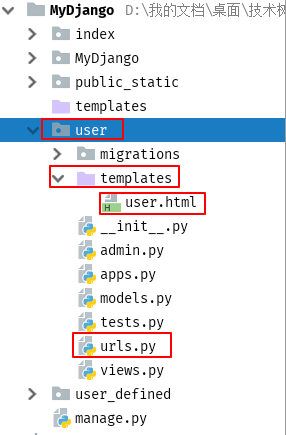 MyDjango D:\我的文档\桌面\技术树
index
MyDjango
public_static
templates
user
migrations
templates
user.html
__init__.py
admin.py
apps.py
models.py
tests.py
urls.py
views.py
user_defined
manage.py